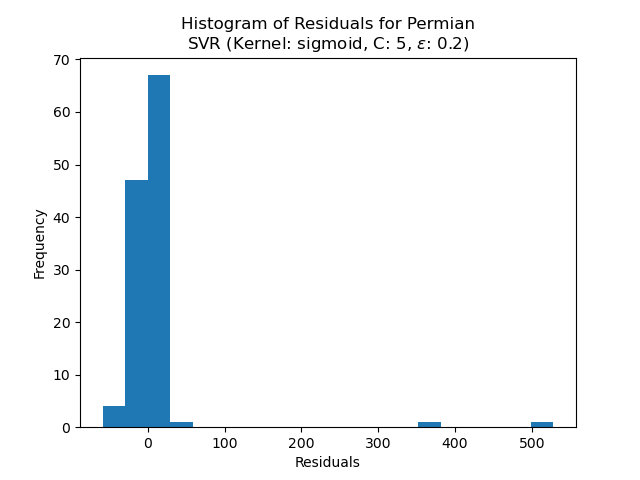 Histogram of Residuals for Permian
SVR (Kernel: sigmoid, C: 5, ε: 0.2)
70
60
50
40
30
20
10
0
Frequency
0 100 200 300 400 500
Residuals